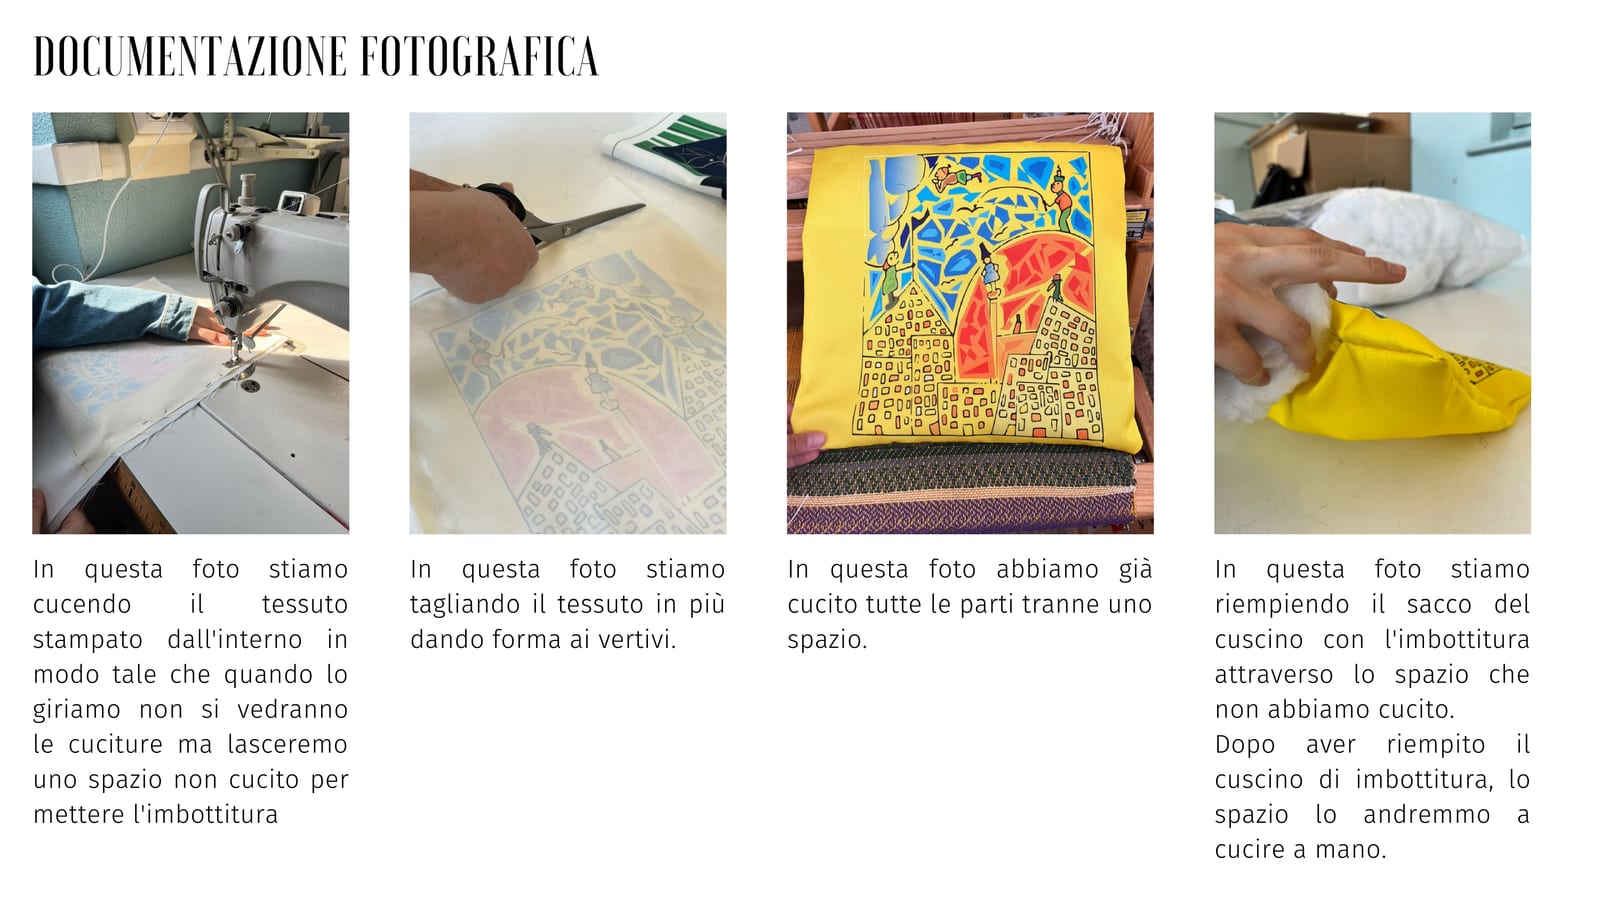 DOCUMENTAZIONE FOTOGRAFICA
In questa foto stiamo
cucendo il tessuto
stampato dall'interno in
modo tale che quando lo
giriamo non si vedranno
le cuciture ma lasceremo
uno spazio non cucito per
mettere l'imbottitura
In questa foto stiamo
tagliando il tessuto in più
dando forma ai vertivi.
In questa foto abbiamo già
cucito tutte le parti tranne uno
spazio.
In questa foto stiamo
riempiendo il sacco del
cuscino con l'imbottitura
attraverso lo spazio che
non abbiamo cucito.
Dopo aver riempito il
cuscino di imbottitura, lo
spazio lo andremmo a
cucire a mano.